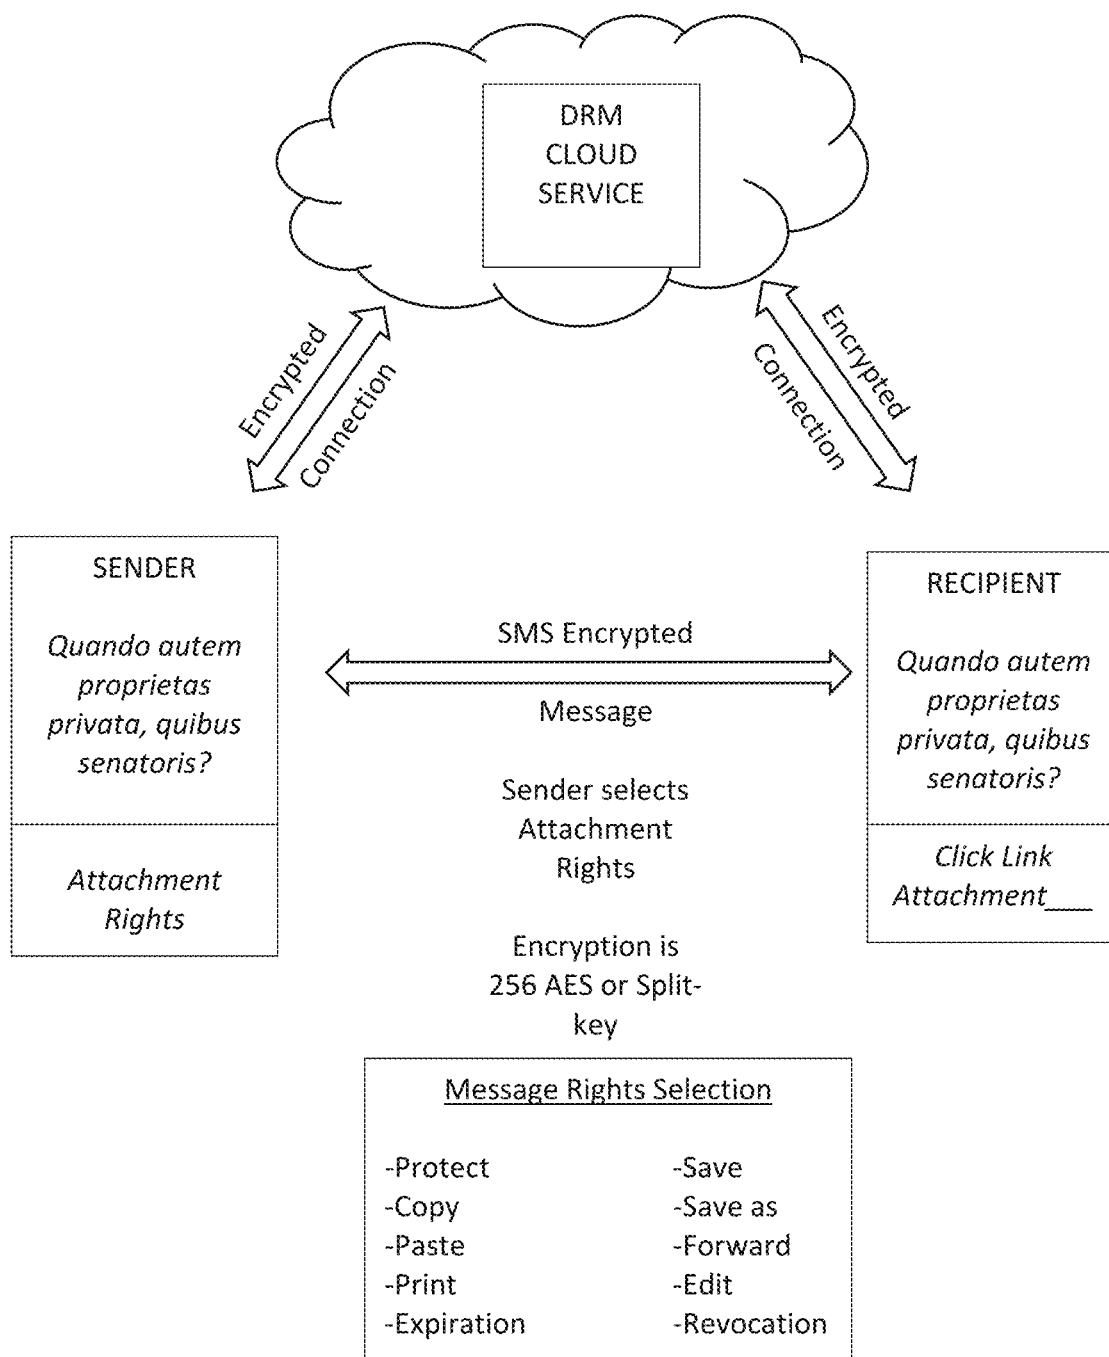 DRM
CLOUD
SERVICE
Encrypted
Connection
Encrypted
Connection
SENDER
Quando autem
proprietas
privata, quibus
senatoris?
Attachment
Rights
SMS Encrypted
Message
Sender selects
Attachment
Rights
Encryption is
256 AES or Split-
key
RECIPIENT
Quando autem
proprietas
privata, quibus
senatoris?
Click Link
Attachment___
Message Rights Selection
-Protect
-Copy
-Paste
-Print
-Expiration
-Save
-Save as
-Forward
-Edit
-Revocation